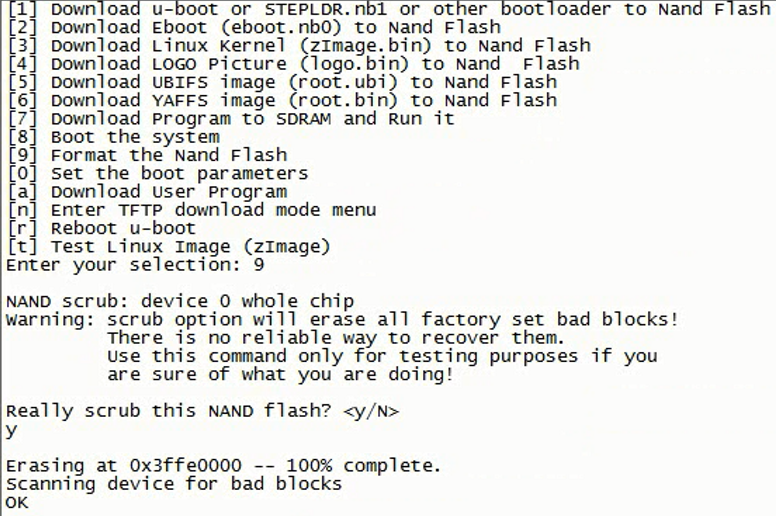 [1] Download u-boot or STEPLDR.nb1 or other bootloader to Nand Flash
[2] Download Eboot (eboot.nb0) to Nand Flash
[3] Download Linux Kernel (zImage.bin) to Nand Flash
[4] Download LOGO Picture (logo.bin) to Nand  Flash
[5] Download UBIFS image (root.ubi) to Nand Flash
[6] Download YAFFS image (root.bin) to Nand Flash
[7] Download Program to SDRAM and Run it
[8] Boot the system
[9] Format the Nand Flash
[0] Set the boot parameters
[a] Download User Program
[n] Enter TFTP download mode menu
[r] Reboot u-boot
[t] Test Linux Image (zImage)
Enter your selection: 9
NAND scrub: device 0 whole chip
Warning: scrub option will erase all factory set bad blocks!
There is no reliable way to recover them.
Use this command only for testing purposes if you
are sure of what you are doing!
Really scrub this NAND flash? <y/N>
y
Erasing at 0x3ffe0000 -- 100% complete.
Scanning device for bad blocks
OK